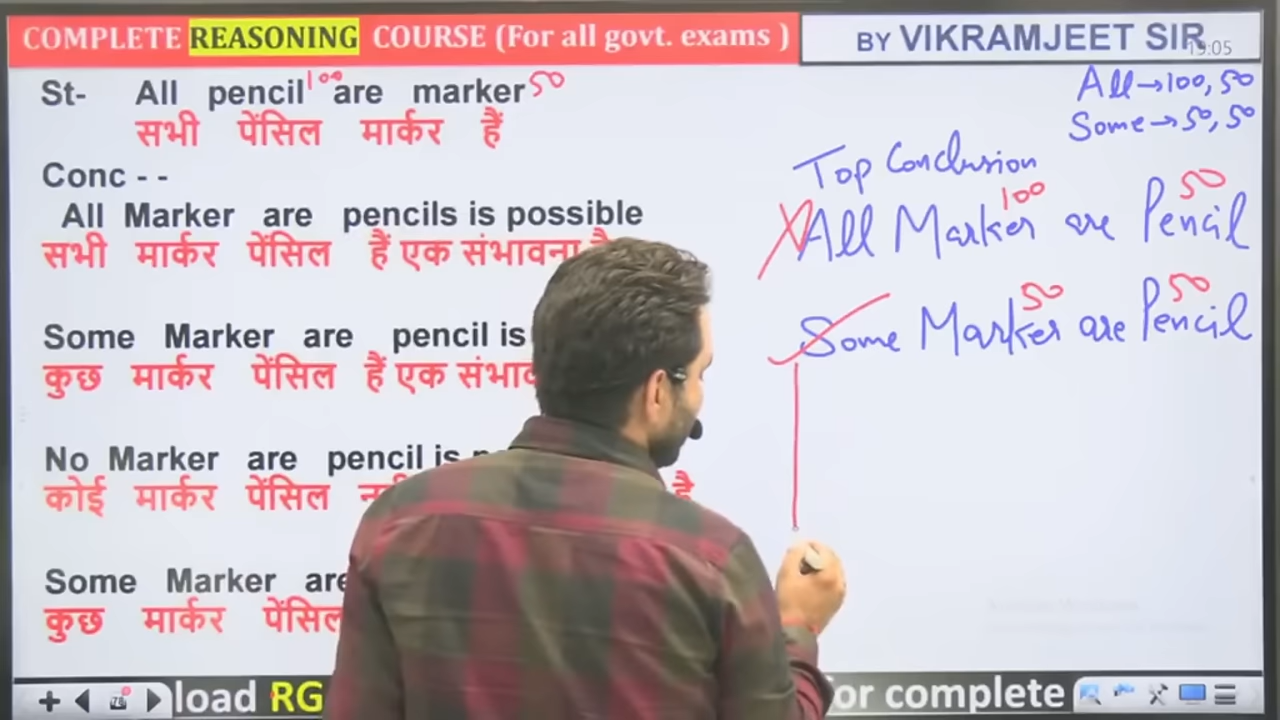 COMPLETE REASONING COURSE (For all govt. exams )
BY VIKRAMJEET SIR
19:05
St- All pencil 100 are marker 50
सभी पेंसिल मार्कर हैं
Conc - -
All Marker are pencils is possible
सभी मार्कर पेंसिल हैं एक संभावना
Some Marker are pencil is
कुछ मार्कर पेंसिल हैं एक
No Marker are pencil is
कोई मार्कर पेंसिल है
Some Marker are
कुछ मार्कर पेंसिल
All→100, 50
Some→50, 50
Top Conclusion
All Marker 100 are Pencil 50
Some Marker 50 are Pencil 50
load RG or complete